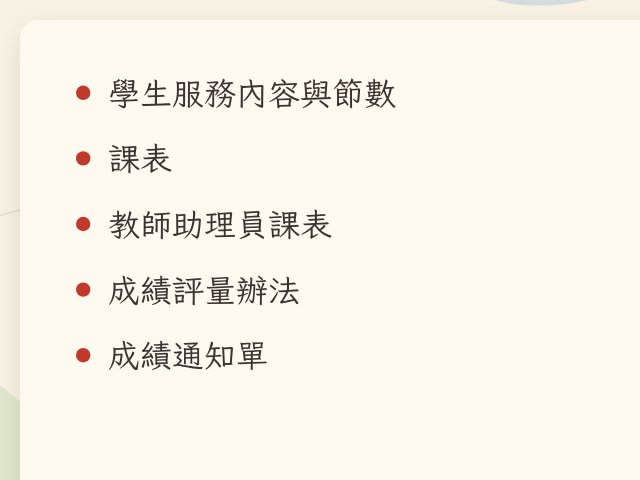 學生服務內容與節數
課表
教師助理員課表
成績評量辦法
成績通知單